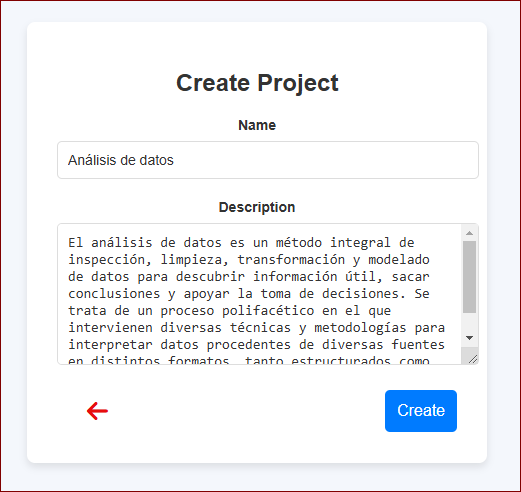 Create Project
Name
Análisis de datos
Description
El análisis de datos es un método integral de
inspección, limpieza, transformación y modelado
de datos para descubrir información útil, sacar
conclusiones y apoyar la toma de decisiones. Se
trata de un proceso polifacético en el que
intervienen diversas técnicas y metodologías para
interpretar datos procedentes de diversas fuentes
en distintos formatos, tanto estructurados como
Create